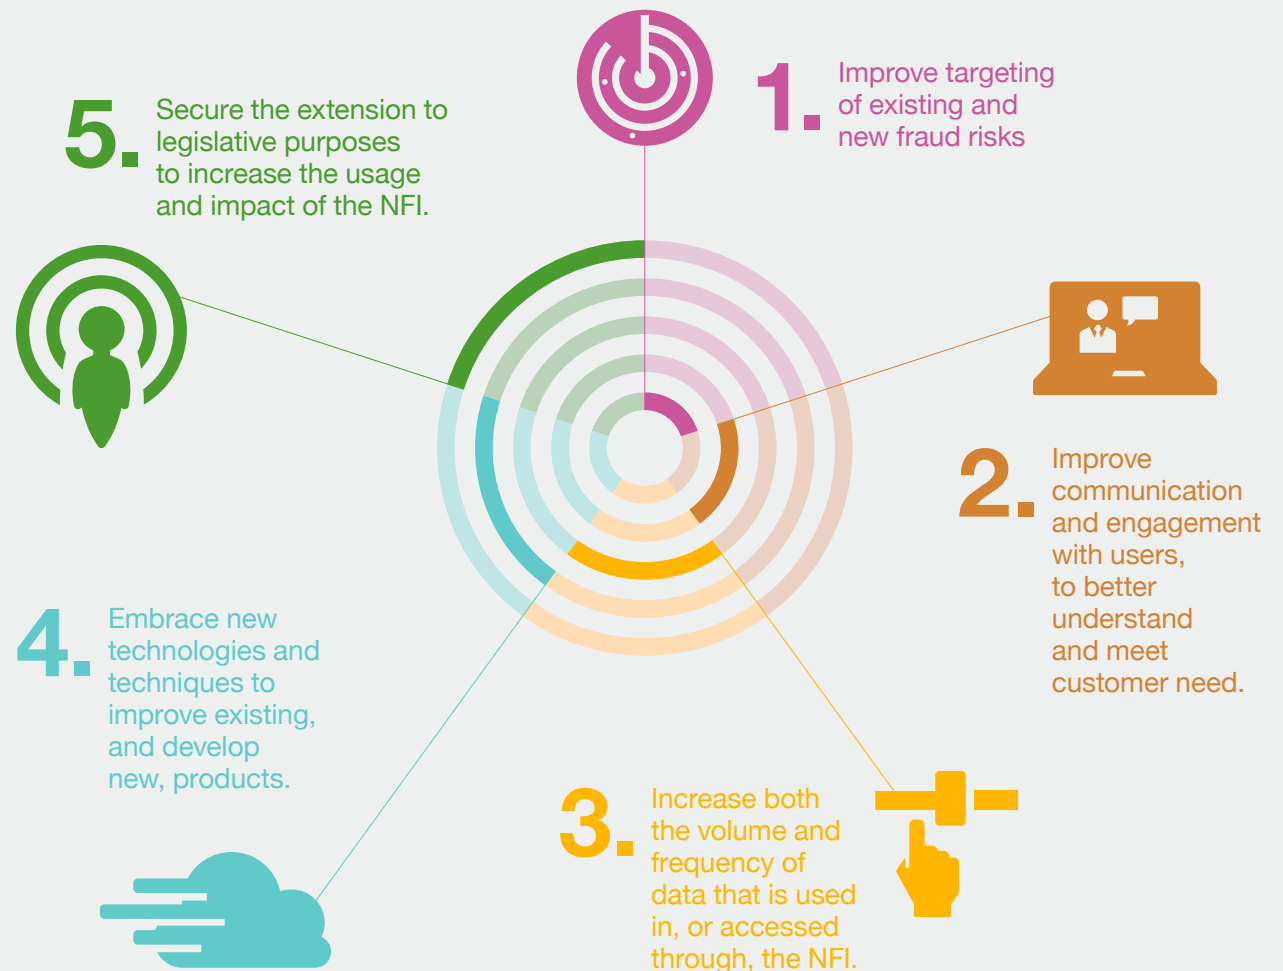 1.
Improve targeting
of existing and
new fraud risks
2.
Improve
communication
and engagement
with users,
to better
understand
and meet
customer need.
3.
Increase both
the volume and
frequency of
data that is used
in, or accessed
through, the NFI.
4.
Embrace new
technologies and
techniques to
improve existing,
and develop
new, products.
5.
Secure the extension to
legislative purposes
to increase the usage
and impact of the NFI.